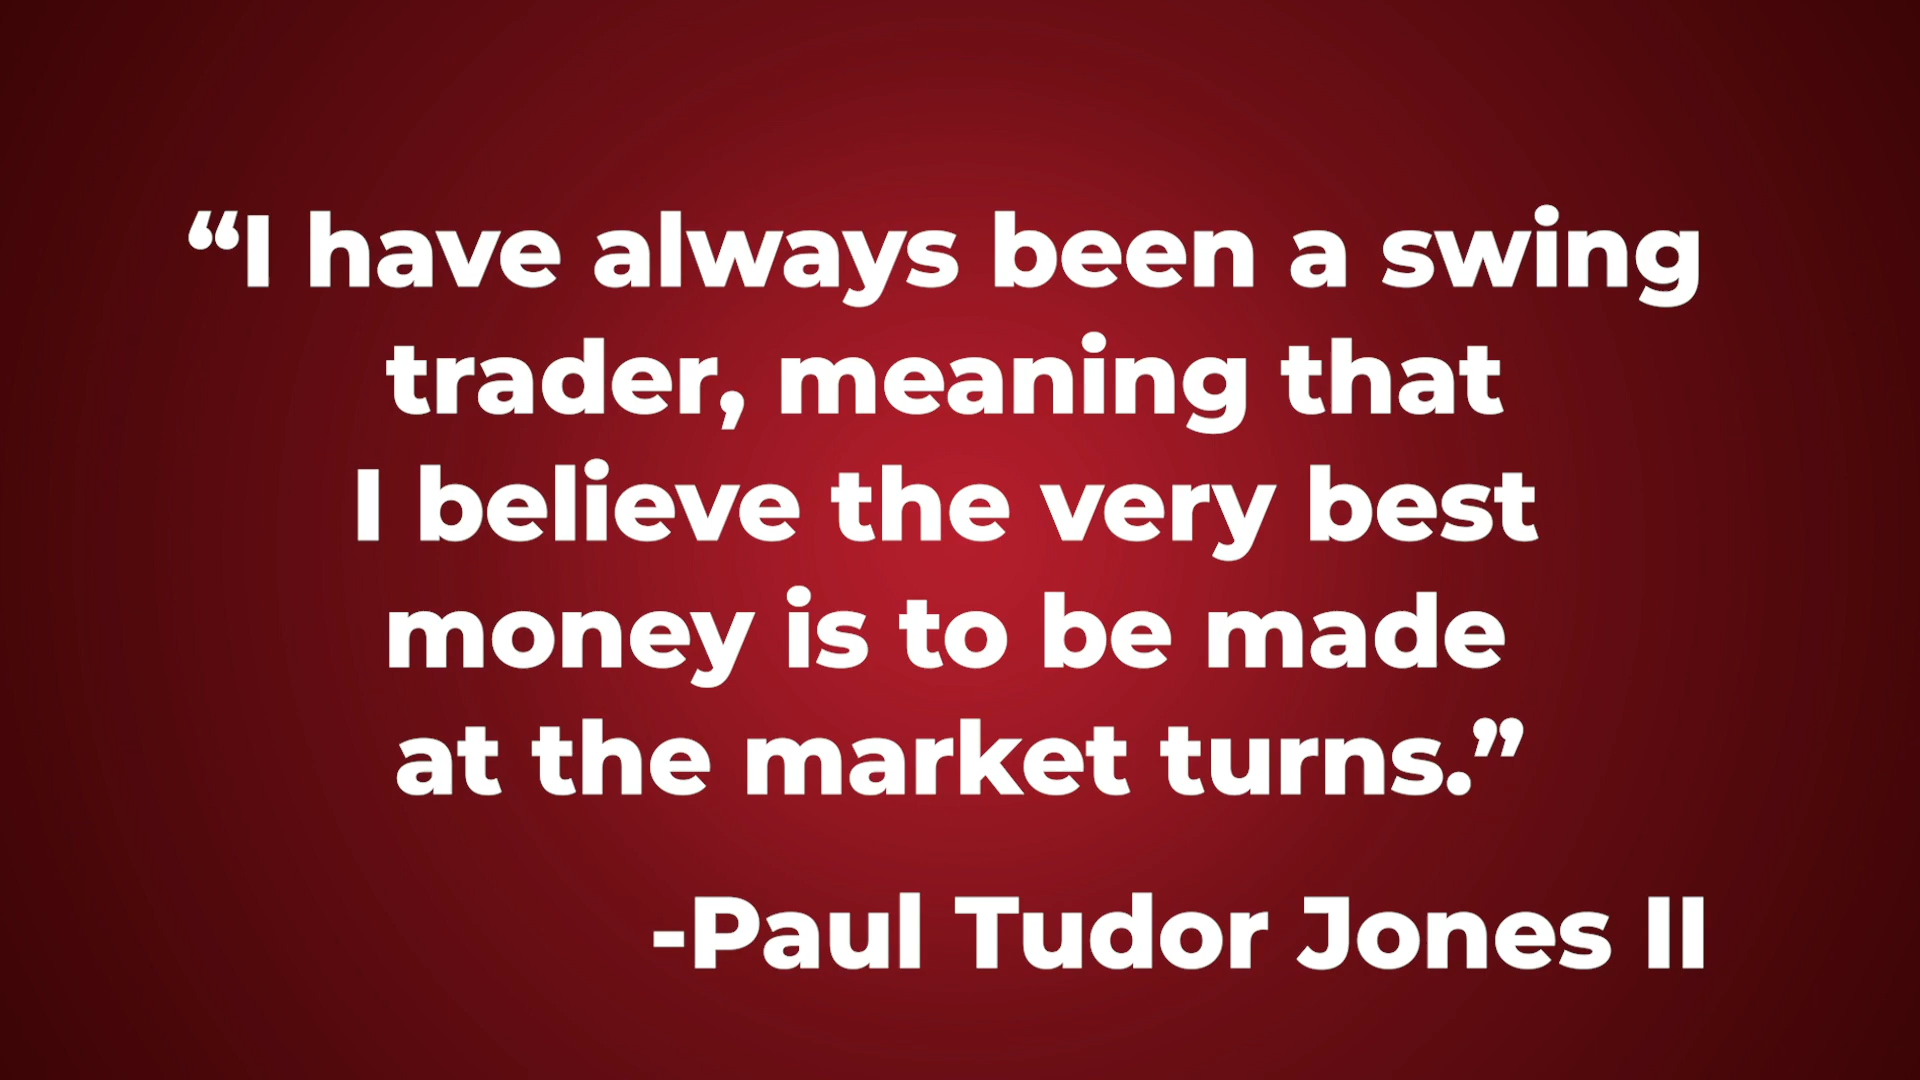 “I have always been a swing
trader, meaning that
I believe the very best
money is to be made
at the market turns.”
-Paul Tudor Jones II